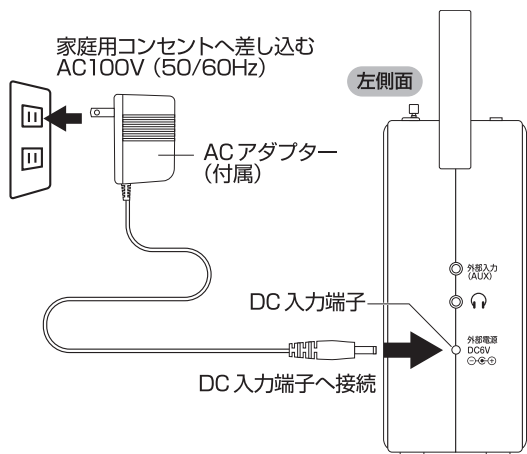 家庭用コンセントへ差し込む
AC100V（50/60Hz）
左側面
ACアダプター
（付属）
外部入力
（AUX）
DC入力端子
外部電源
DC6V
DC入力端子へ接続